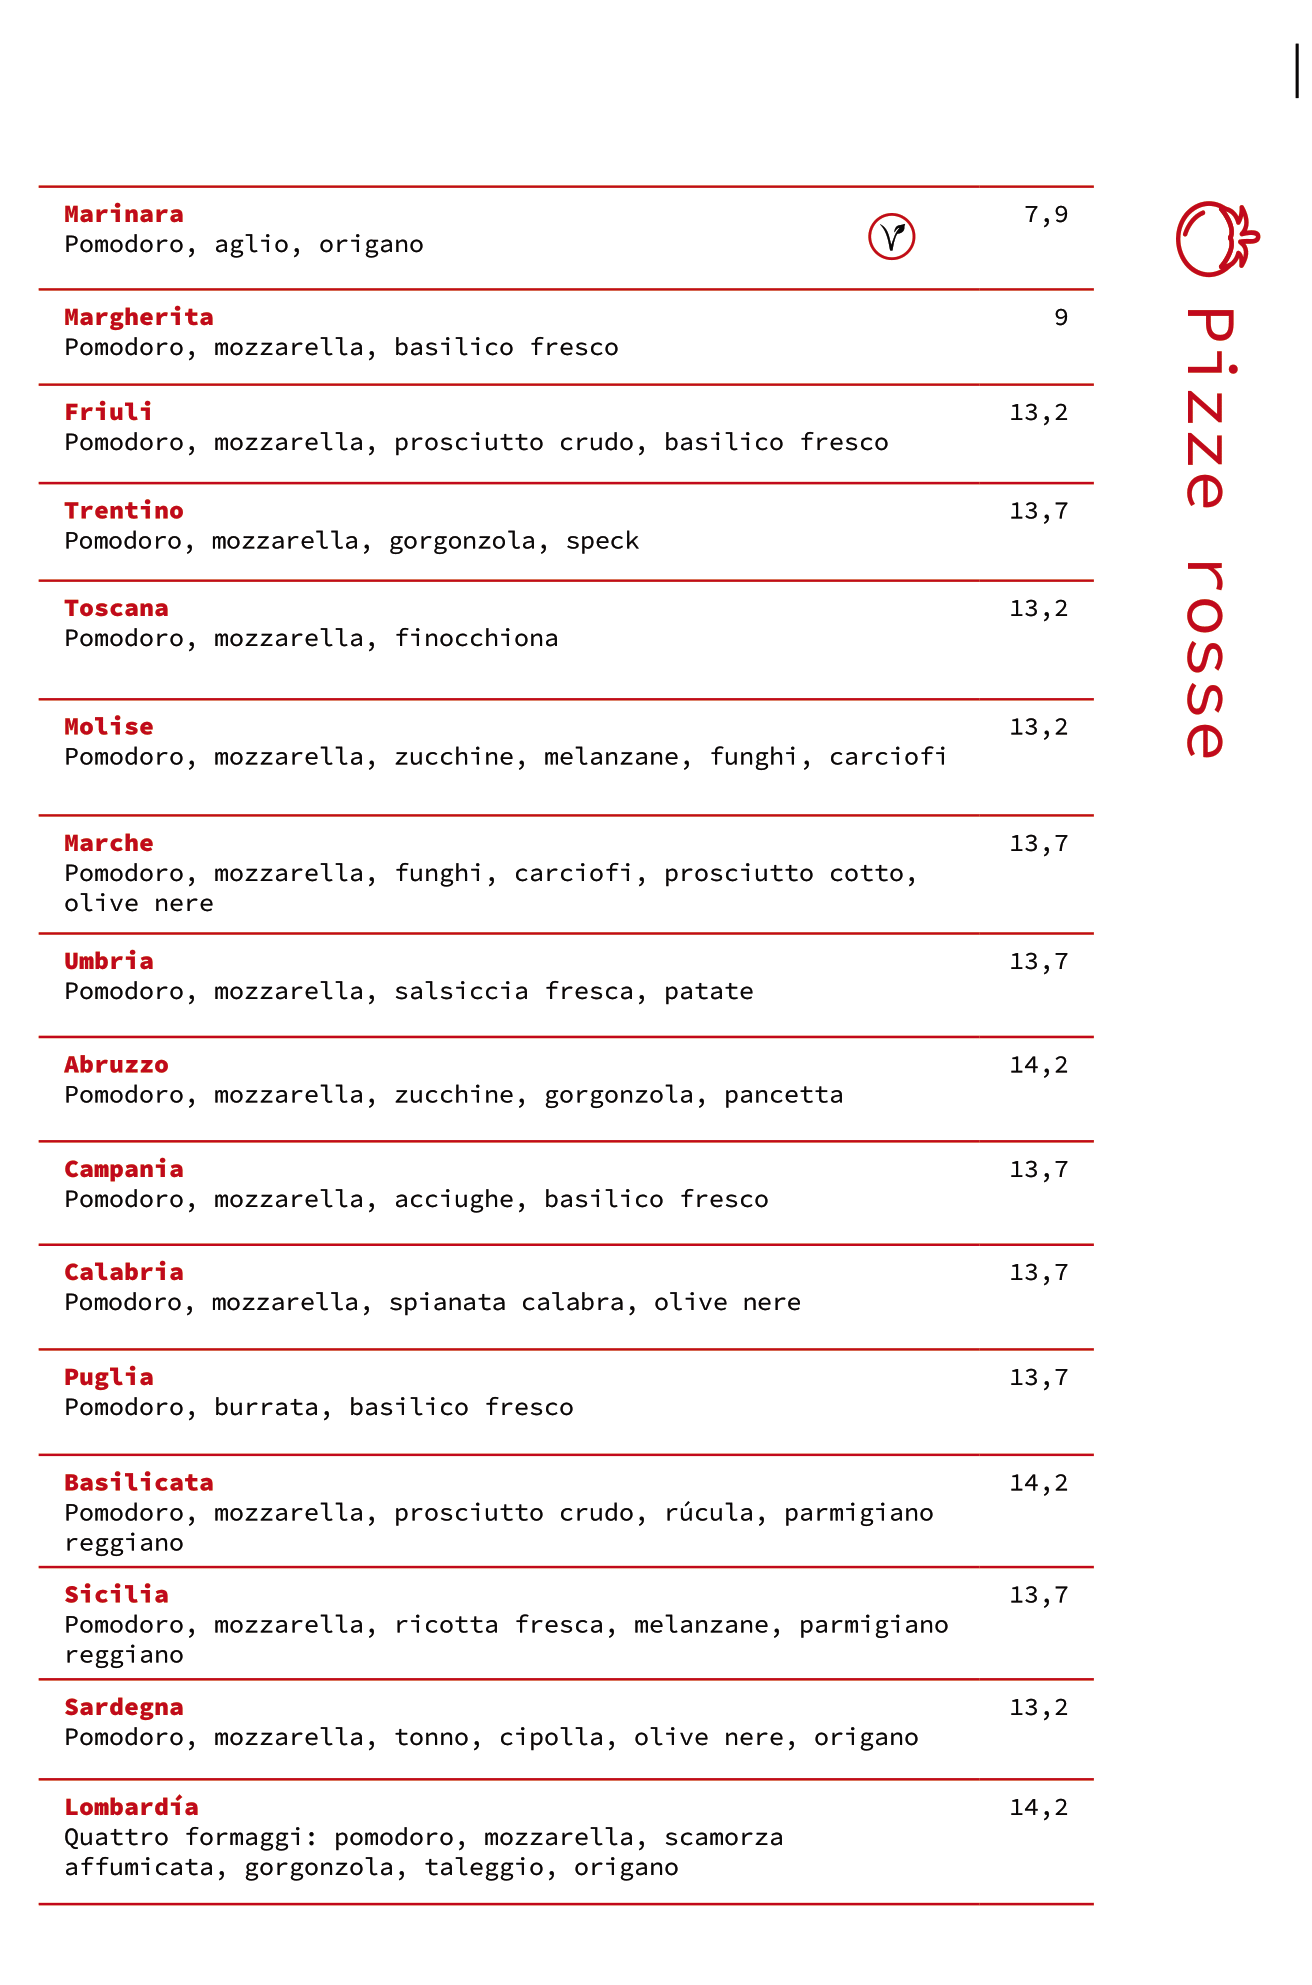 Pizze rosse
Marinara 7,9
Pomodoro, aglio, origano
V
Margherita 9
Pomodoro, mozzarella, basilico fresco
Friuli 13,2
Pomodoro, mozzarella, prosciutto crudo, basilico fresco
Trentino 13,7
Pomodoro, mozzarella, gorgonzola, speck
Toscana 13,2
Pomodoro, mozzarella, finocchiona
Molise 13,2
Pomodoro, mozzarella, zucchine, melanzane, funghi, carciofi
Marche 13,7
Pomodoro, mozzarella, funghi, carciofi, prosciutto cotto,
olive nere
Umbria 13,7
Pomodoro, mozzarella, salsiccia fresca, patate
Abruzzo 14,2
Pomodoro, mozzarella, zucchine, gorgonzola, pancetta
Campania 13,7
Pomodoro, mozzarella, acciughe, basilico fresco
Calabria 13,7
Pomodoro, mozzarella, spianata calabra, olive nere
Puglia 13,7
Pomodoro, burrata, basilico fresco
Basilicata 14,2
Pomodoro, mozzarella, prosciutto crudo, rúcula, parmigiano
reggiano
Sicilia 13,7
Pomodoro, mozzarella, ricotta fresca, melanzane, parmigiano
reggiano
Sardegna 13,2
Pomodoro, mozzarella, tonno, cipolla, olive nere, origano
Lombardía 14,2
Quattro formaggi: pomodoro, mozzarella, scamorza
affumicata, gorgonzola, taleggio, origano